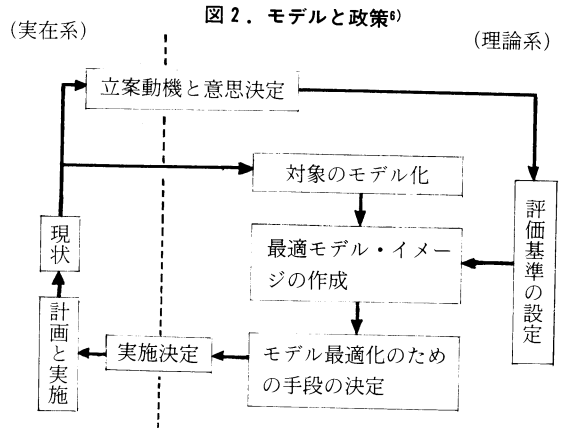 図2．モデルと政策6)
(実在系)
(理論系)
立案動機と意思決定
対象のモデル化
評価基準の設定
現状
最適モデル・イメー
ジの作成
計画と実施
実施決定
モデル最適化のため
の手段の決定